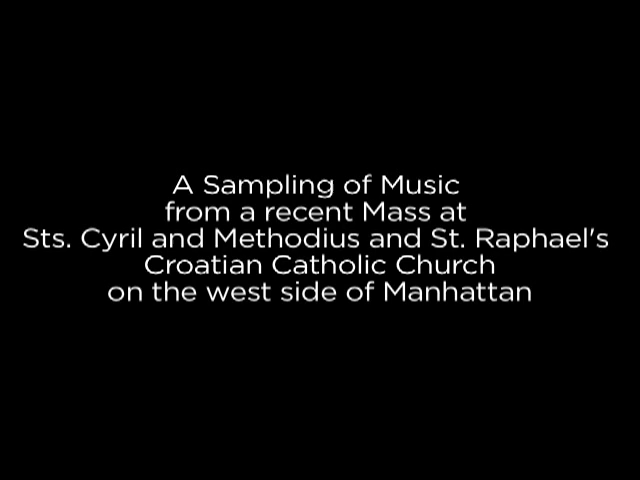 A Sampling of Music
from a recent Mass at
Sts. Cyril and Methodius and St. Raphael's
Croatian Catholic Church
on the west side of Manhattan